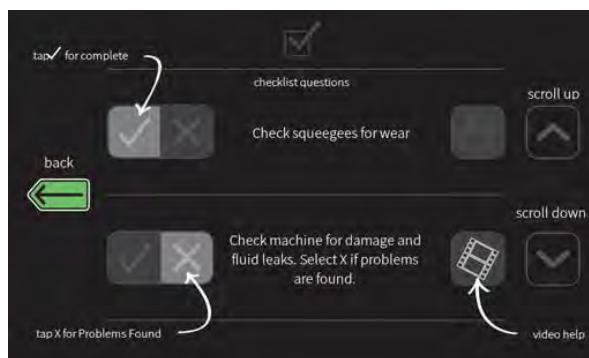 tap✓ for complete
checklist questions
scroll up
Check squeegees for wear
back
scroll down
Check machine for damage and
fluid leaks. Select X if problems
are found.
tap X for Problems Found
video help